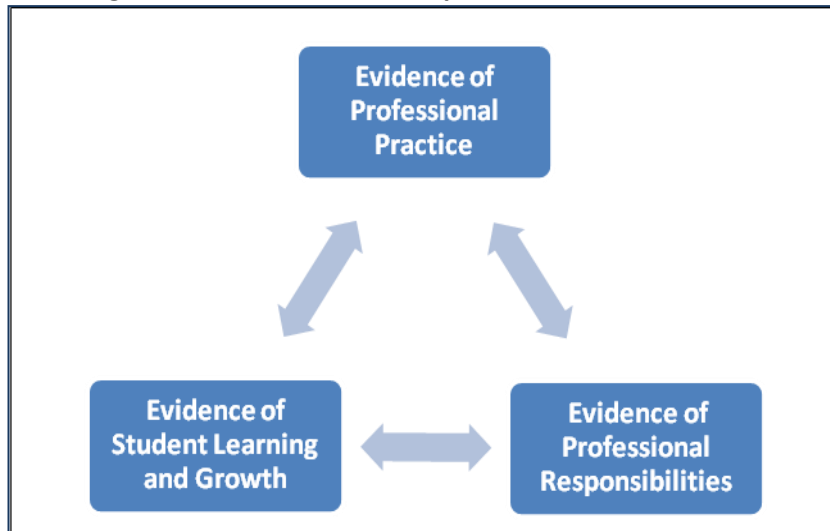 Evidence of
Professional
Practice
Evidence of
Student Learning
and Growth
Evidence of
Professional
Responsibilities